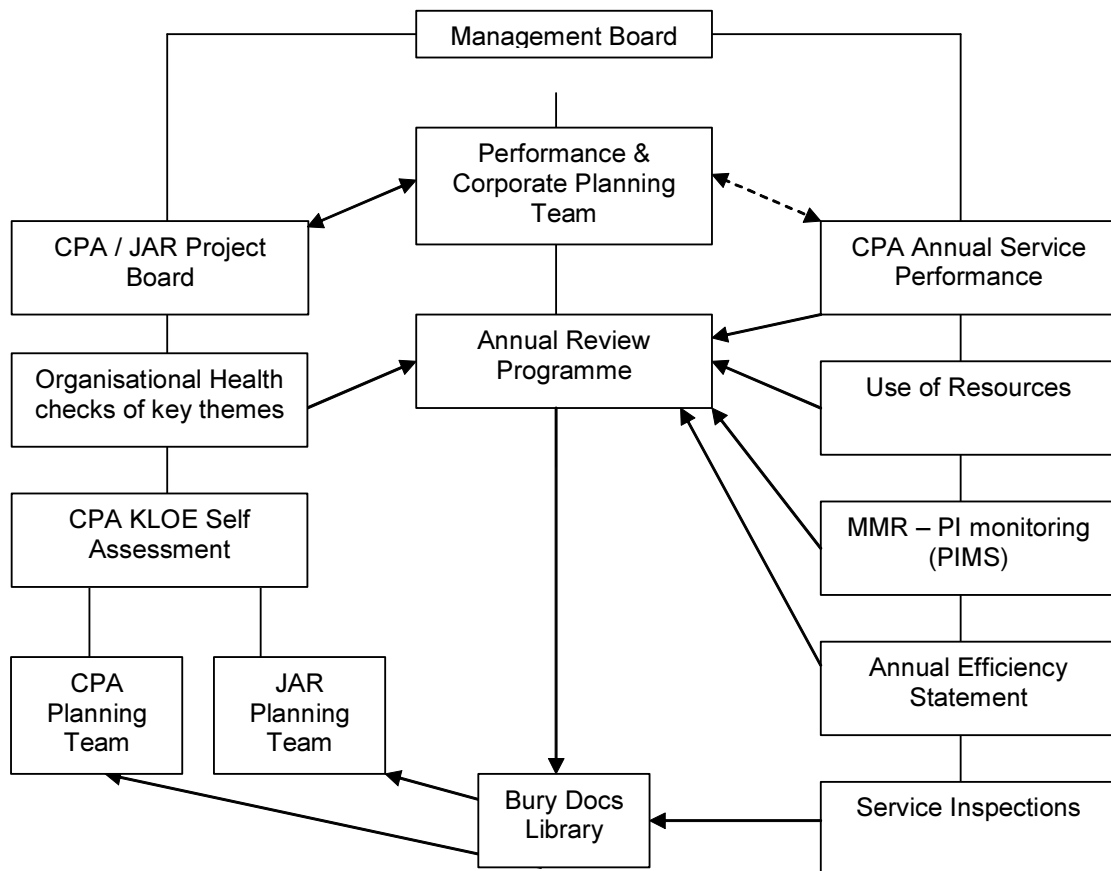 Management Board
Performance &
Corporate Planning
Team
CPA / JAR Project
Board
CPA Annual Service
Performance
Annual Review
Programme
Organisational Health
checks of key themes
Use of Resources
CPA KLOE Self
Assessment
MMR – PI monitoring
(PIMS)
CPA
Planning
Team
JAR
Planning
Team
Annual Efficiency
Statement
Bury Docs
Library
Service Inspections